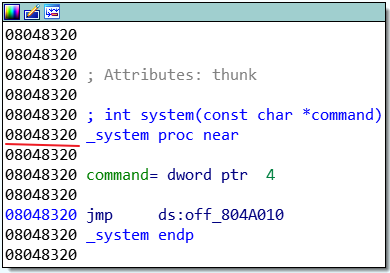 08048320
08048320
08048320 ; Attributes: thunk
08048320
08048320 ; int system(const char *command)
08048320 _system proc near
08048320
08048320 command= dword ptr  4
08048320
08048320 jmp     ds:off_804A010
08048320 _system endp
08048320